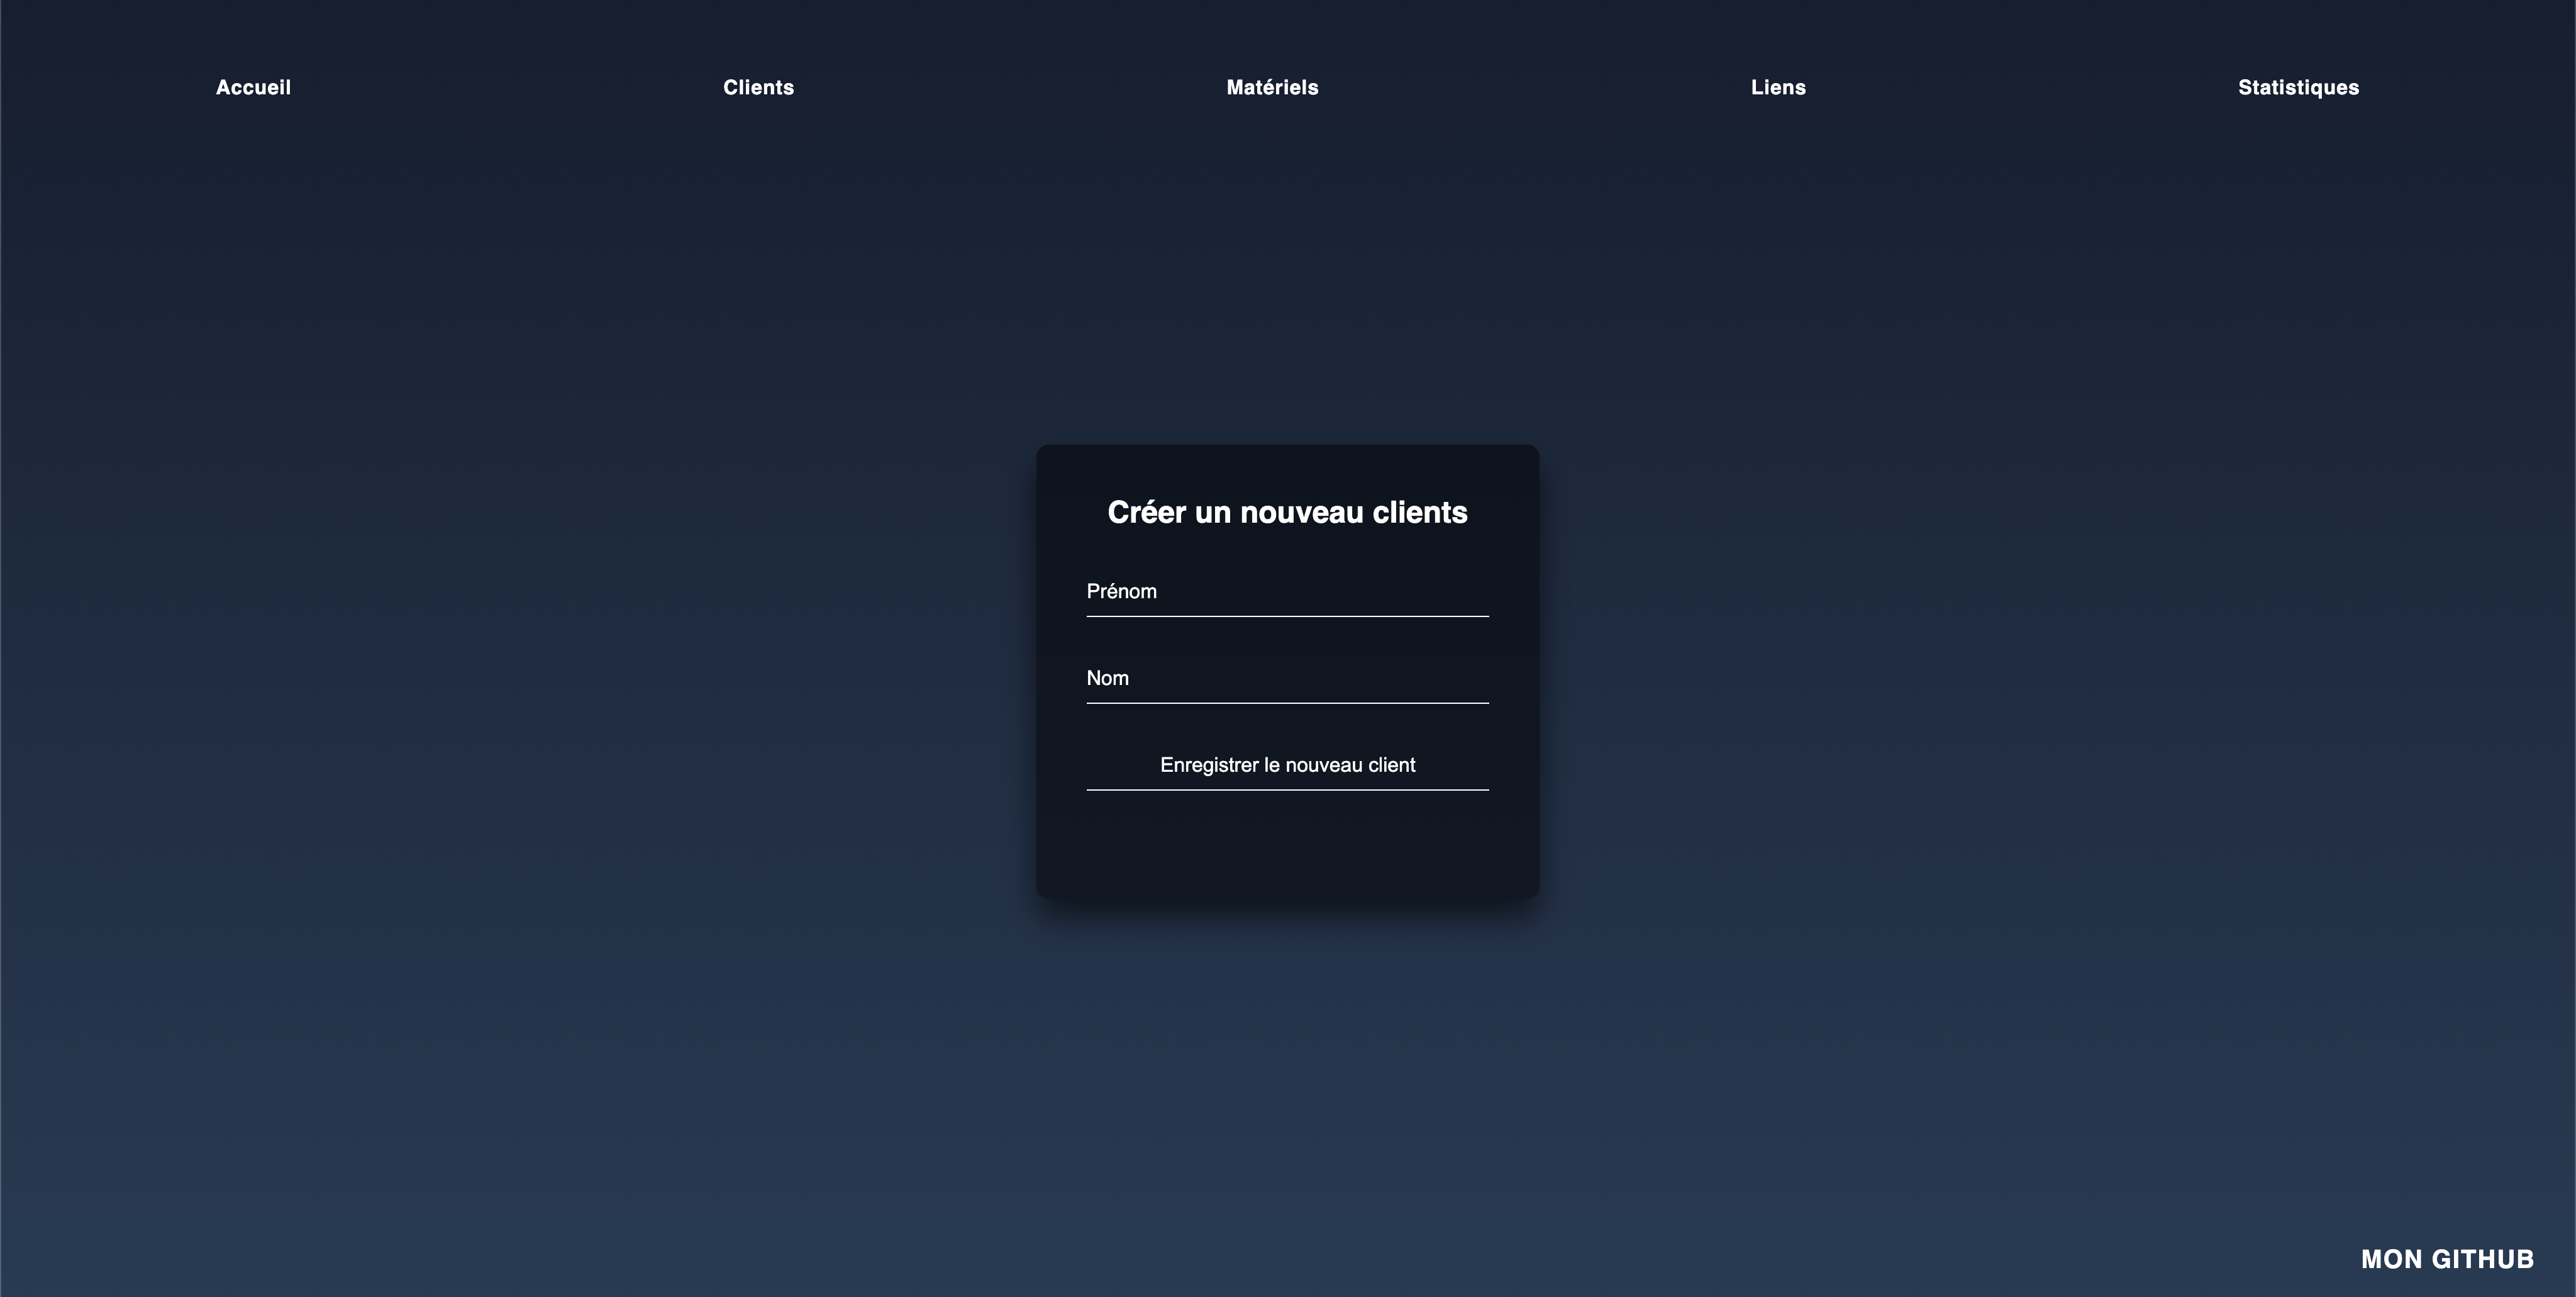 Accueil Clients Matériels Liens Statistiques
Créer un nouveau clients
Prénom
Nom
Enregistrer le nouveau client
MON GITHUB